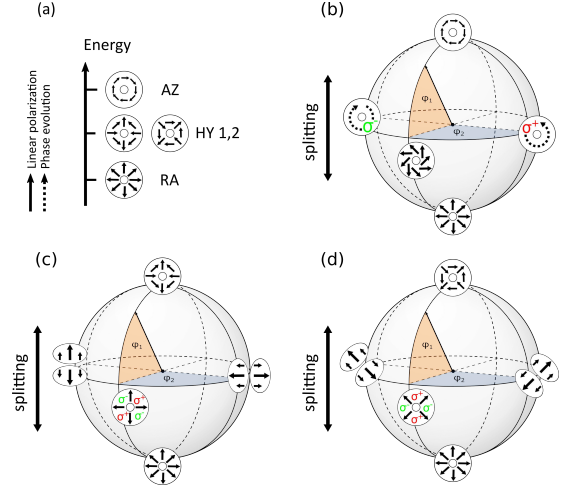 (a)
Energy
Linear polarization
Phase evolution
AZ
HY 1,2
RA
(b)
splitting
φ₁
φ₂
σ⁻
σ⁺
(c)
splitting
φ₁
φ₂
σ⁻ σ⁺
σ⁺ σ⁻
(d)
splitting
φ₁
φ₂
σ⁺
σ⁻ σ⁻
σ⁺